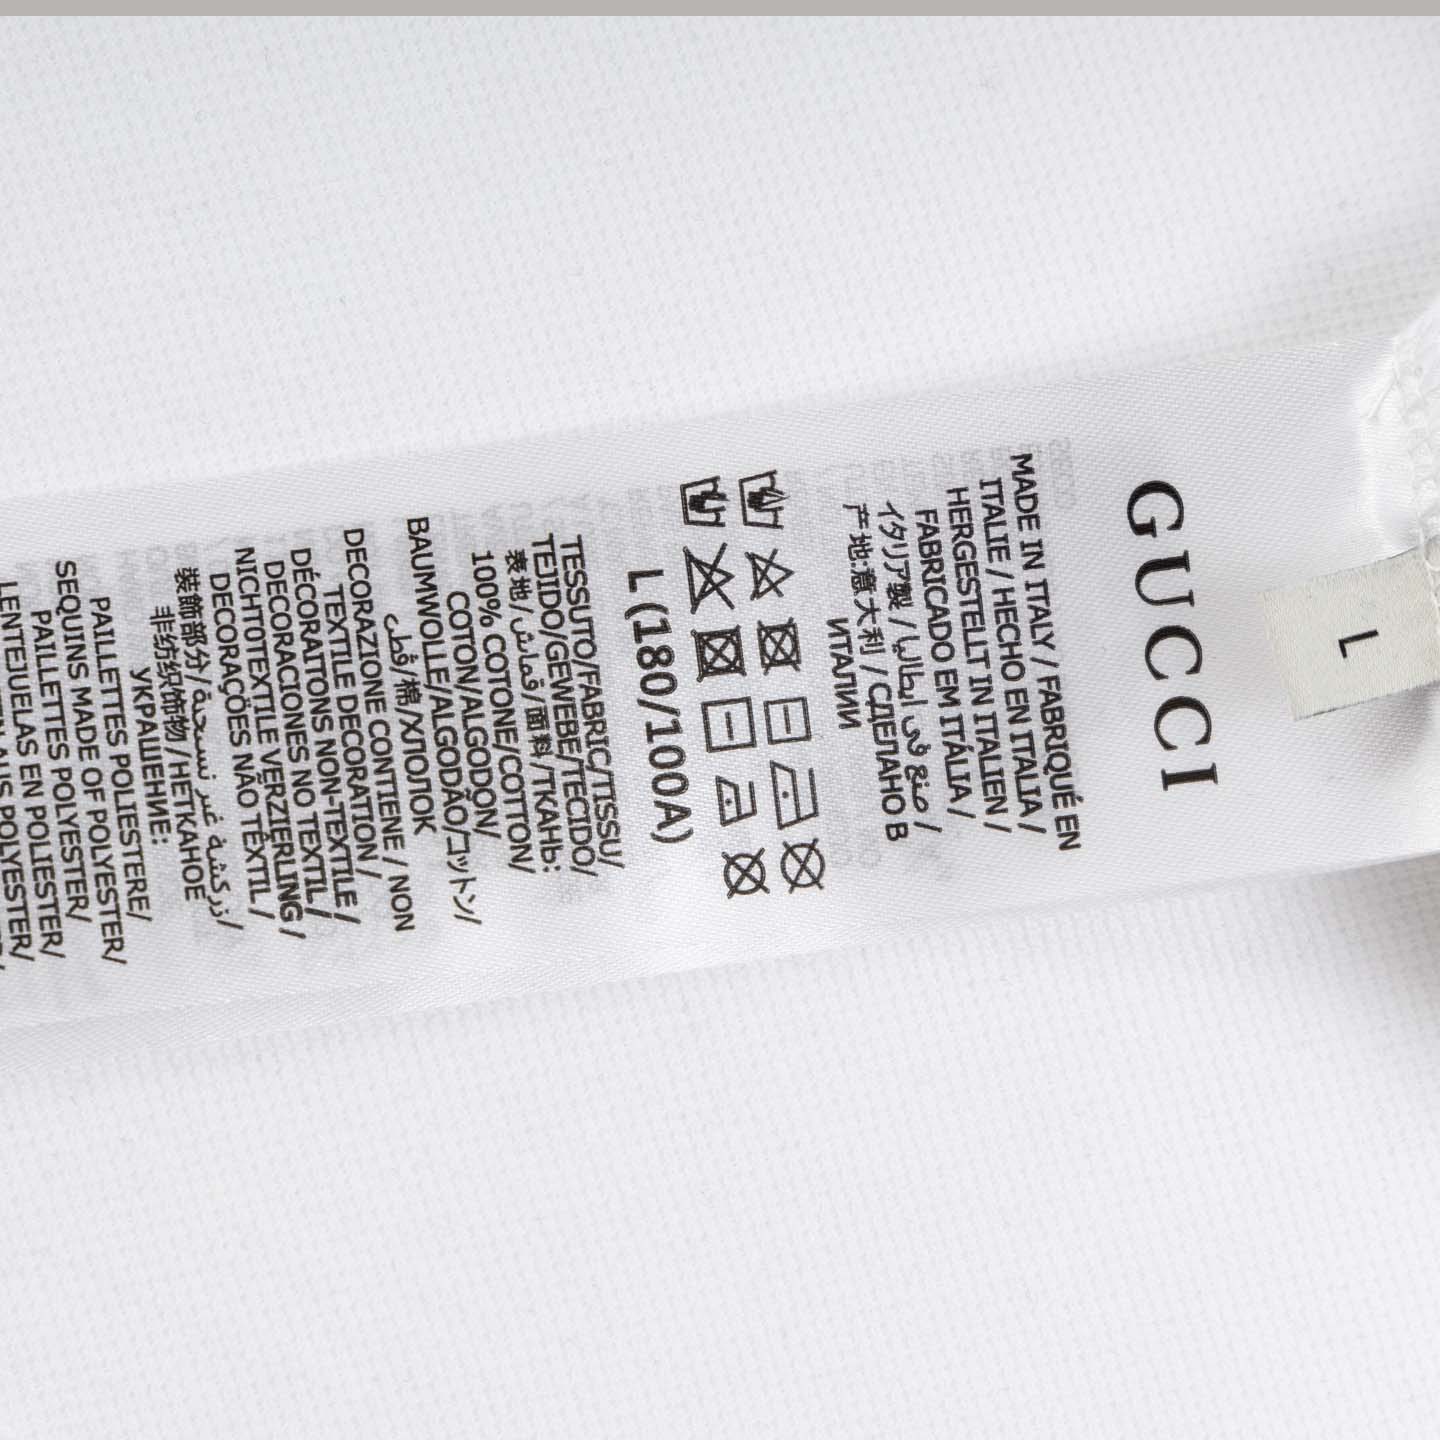 GUCCI
MADE IN ITALY / FABRIQUÉ EN
ITALIE / HECHO EN ITALIA /
HERGESTELLT IN ITALIEN /
FABRICADO EM ITÁLIA /
イタリア製 / صنع في ايطاليا /
产地:意大利 / СДЕЛАНО В
ИТАЛИИ
L (180/100A)
TESSUTO/FABRIC/TISSU/
TEJIDO/GEWEBE/TECIDO/
表地/قماش/面料/ТКАНЬ:
100% COTONE/COTTON/
COTON/ALGODÓN/
BAUMWOLLE/ALGODÃO/コットン/
قطن/棉/ХЛОПОК
DECORAZIONE CONTIENE / NON
TEXTILE DECORATION /
DÉCORATTONS NON-TEXTILE /
DECORACIONES NO TEXTIL /
NICHT0TEXTILE VERZIERLING /
DECORAÇÕES NÃO TÊXTIL /
装飾部分/زركشة غير نسحية/
非纺织饰物/НЕТКАНОЕ
УКРАШЕНИЕ:
PAILLETTES POLIESTERE/
SEQUINS MADE OF POLYESTER/
PAILLETTES POLYESTER/
LENTEJUELAS EN POLIESTER/
POLYESTER/
L